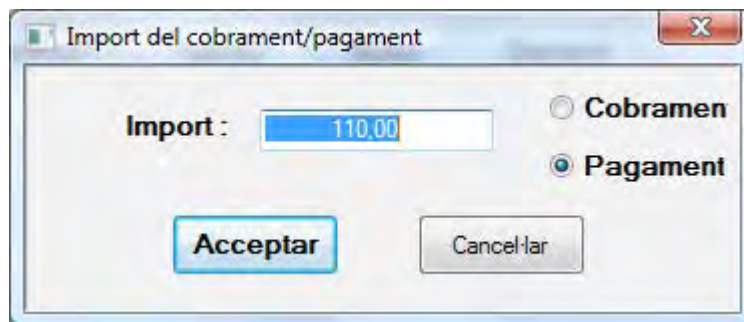 Import del cobrament/pagament
Import : 110,00
Cobramen
Pagament
Acceptar Cancel·lar